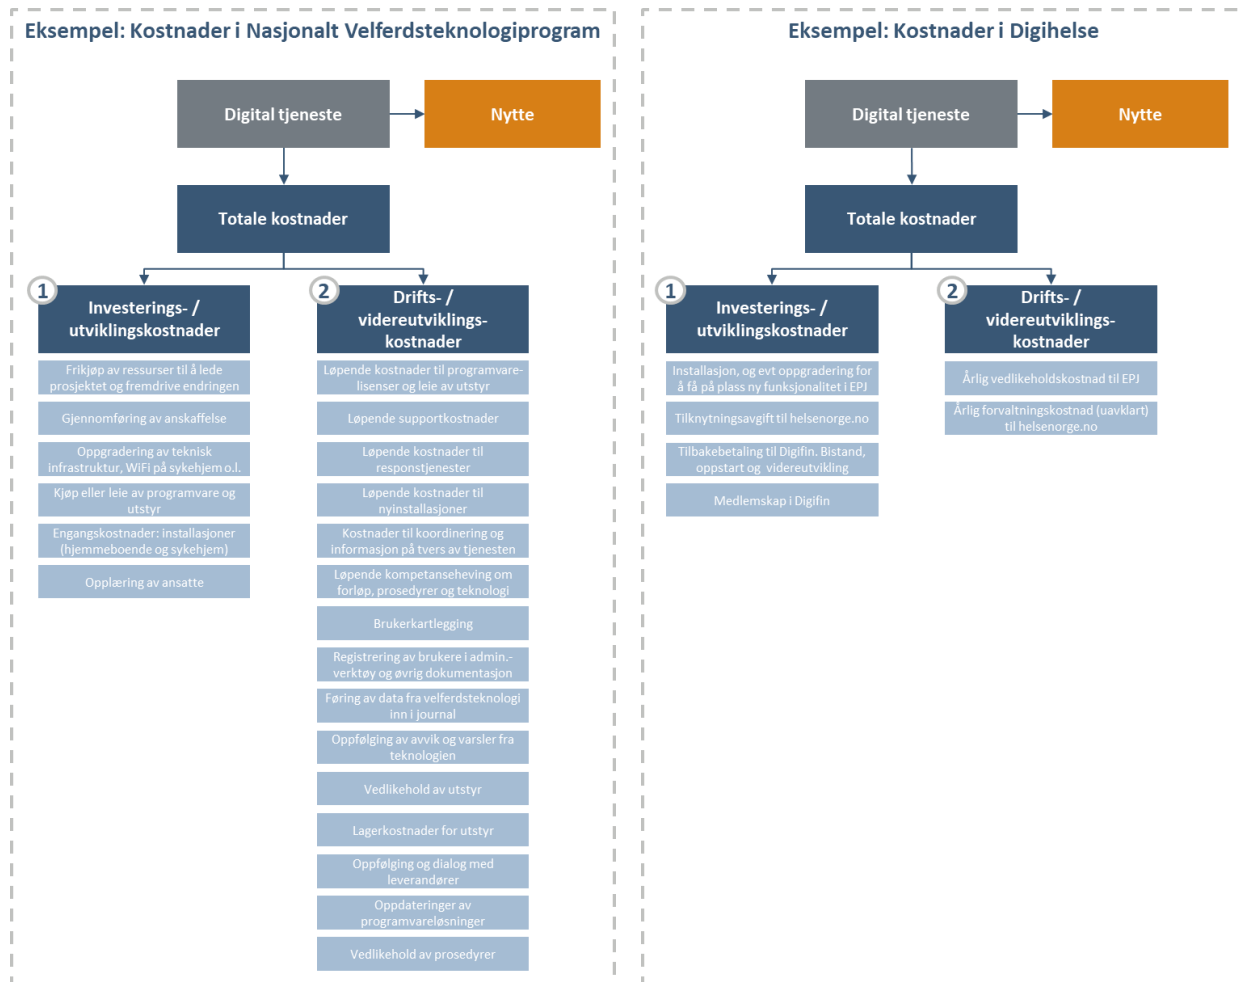 Eksempel: Kostnader i Nasjonalt Velferdsteknologiprogram
Digital tjeneste
Nytte
Totale kostnader
1
Investerings- /
utviklingskostnader
Frikjøp av ressurser til å lede
prosjektet og fremdrive endringen
Gjennomføring av anskaffelse
Oppgradering av teknisk
infrastruktur, WiFi på sykehjem o.l.
Kjøp eller leie av programvare og
utstyr
Engangskostnader: installasjoner
(hjemmeboende og sykehjem)
Opplæring av ansatte
2
Drifts- /
videreutviklings-
kostnader
Løpende kostnader til programvare-
lisenser og leie av utstyr
Løpende supportkostnader
Løpende kostnader til
responstjenester
Løpende kostnader til
nyinstallasjoner
Kostnader til koordinering og
informasjon på tvers av tjenesten
Løpende kompetanseheving om
forløp, prosedyrer og teknologi
Brukerkartlegging
Registrering av brukere i admin.-
verktøy og øvrig dokumentasjon
Føring av data fra velferdsteknologi
inn i journal
Oppfølging av avvik og varsler fra
teknologien
Vedlikehold av utstyr
Lagerkostnader for utstyr
Oppfølging og dialog med
leverandører
Oppdateringer av
programvareløsninger
Vedlikehold av prosedyrer
Eksempel: Kostnader i Digihelse
Digital tjeneste
Nytte
Totale kostnader
1
Investerings- /
utviklingskostnader
Installasjon, og evt oppgradering for
å få på plass ny funksjonalitet i EPJ
Tilknytningsavgift til helsenorge.no
Tilbakebetaling til Digifin. Bistand,
oppstart og  videreutvikling
Medlemskap i Digifin
2
Drifts- /
videreutviklings-
kostnader
Årlig vedlikeholdskostnad til EPJ
Årlig forvaltningskostnad (uavklart)
til helsenorge.no